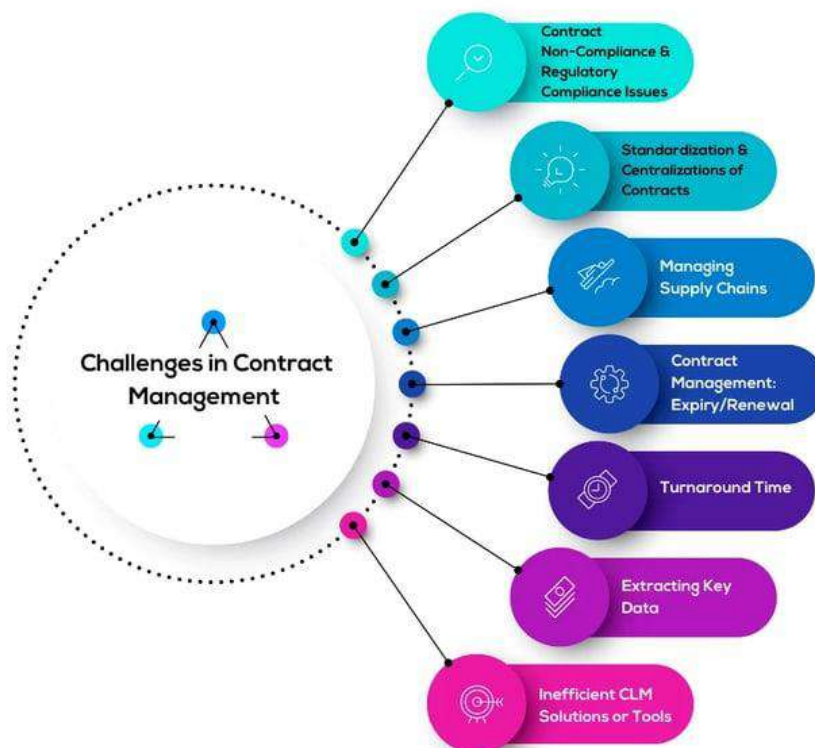 Contract
Non-Compliance &
Regulatory
Compliance Issues
Standardization &
Centralizations of
Contracts
Managing
Supply Chains
Challenges in Contract
Management
Contract
Management:
Expiry/Renewal
Turnaround Time
Extracting Key
Data
Inefficient CLM
Solutions or Tools